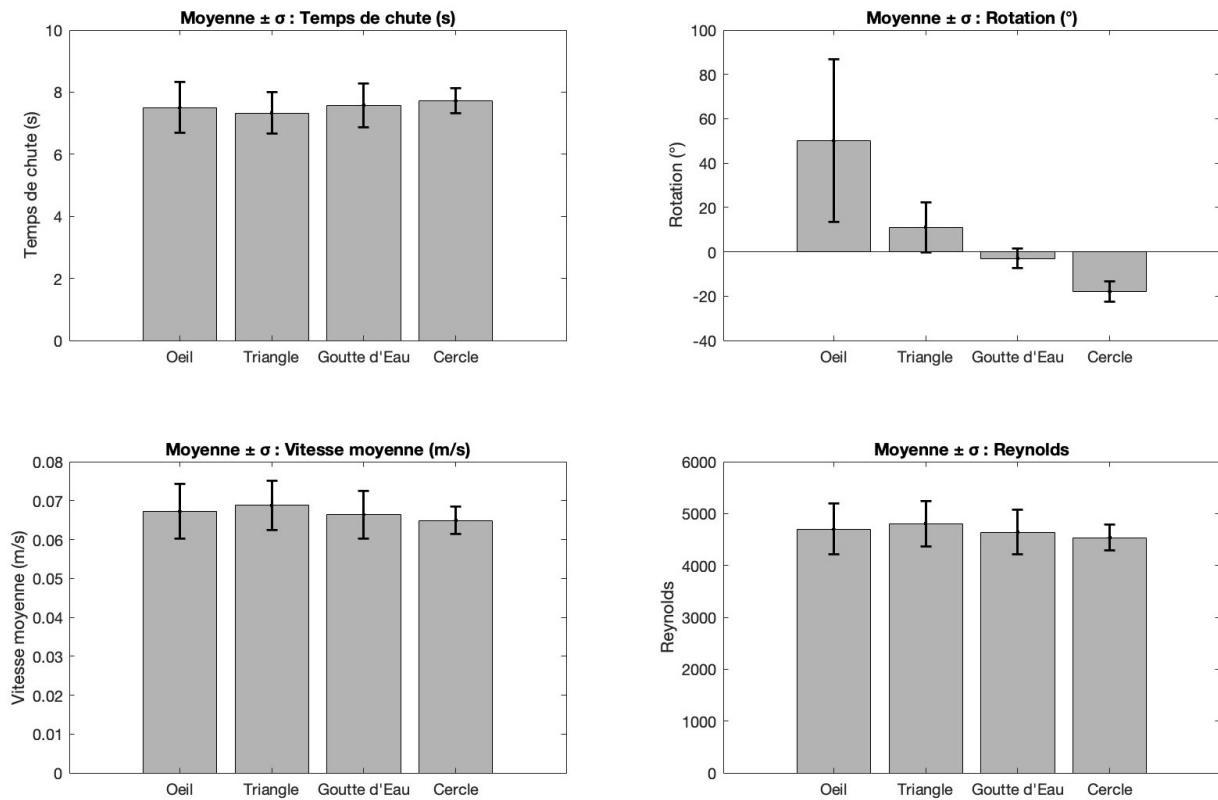 Moyenne ± σ : Temps de chute (s)
Temps de chute (s)
10
8
6
4
2
0
Oeil Triangle Goutte d'Eau Cercle
Moyenne ± σ : Rotation (°)
Rotation (°)
100
80
60
40
20
0
-20
-40
Oeil Triangle Goutte d'Eau Cercle
Moyenne ± σ : Vitesse moyenne (m/s)
Vitesse moyenne (m/s)
0.08
0.07
0.06
0.05
0.04
0.03
0.02
0.01
0
Oeil Triangle Goutte d'Eau Cercle
Moyenne ± σ : Reynolds
Reynolds
6000
5000
4000
3000
2000
1000
0
Oeil Triangle Goutte d'Eau Cercle